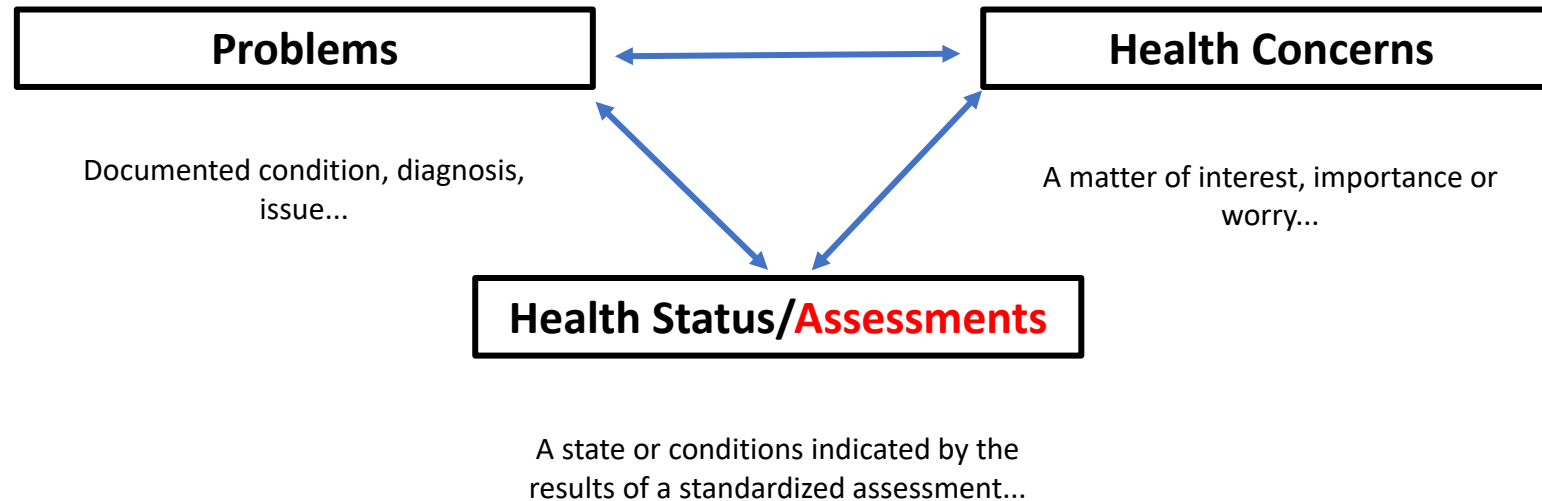 Problems
Health Concerns
Documented condition, diagnosis,
issue...
A matter of interest, importance or
worry...
Health Status/Assessments
A state or conditions indicated by the
results of a standardized assessment...